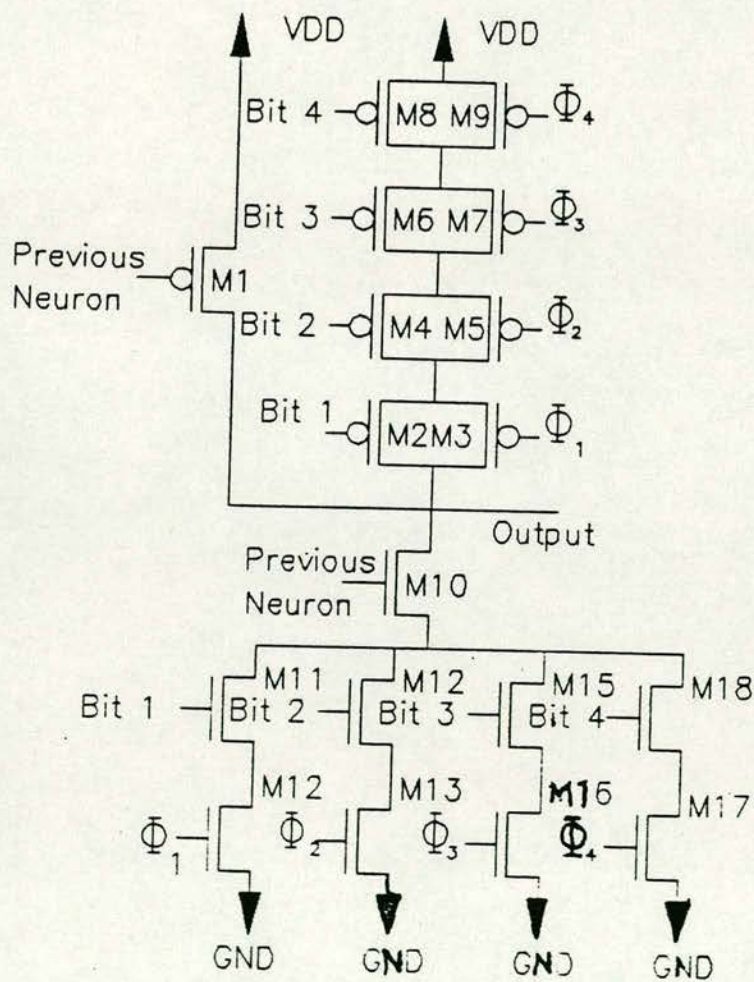 VDD VDD
Bit 4 M8 M9 Φ4
Bit 3 M6 M7 Φ3
Previous
Neuron
M1
Bit 2 M4 M5 Φ2
Bit 1 M2M3 Φ1
Output
Previous
Neuron
M10
M11 M12 M15 M18
Bit 1 Bit 2 Bit 3 Bit 4
M12 M13 M16 M17
Φ1 Φ2 Φ3 Φ4
GND GND GND GND